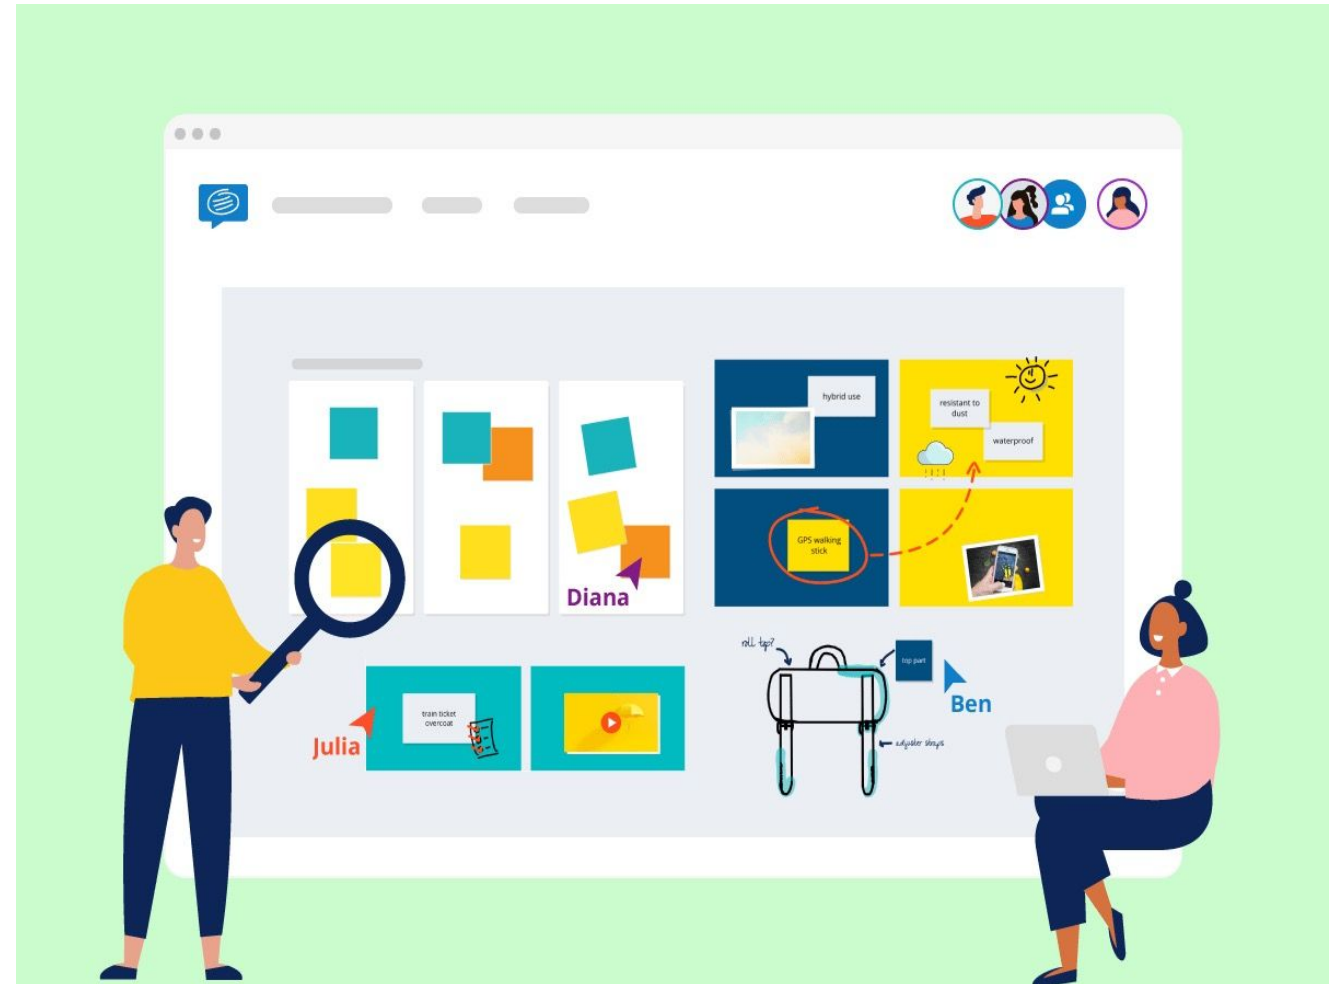 hybrid use
resistant to
dust
waterproof
GPS walking
stick
Diana
train ticket
overcoat
Julia
roll top?
top part
Ben
adjuster straps